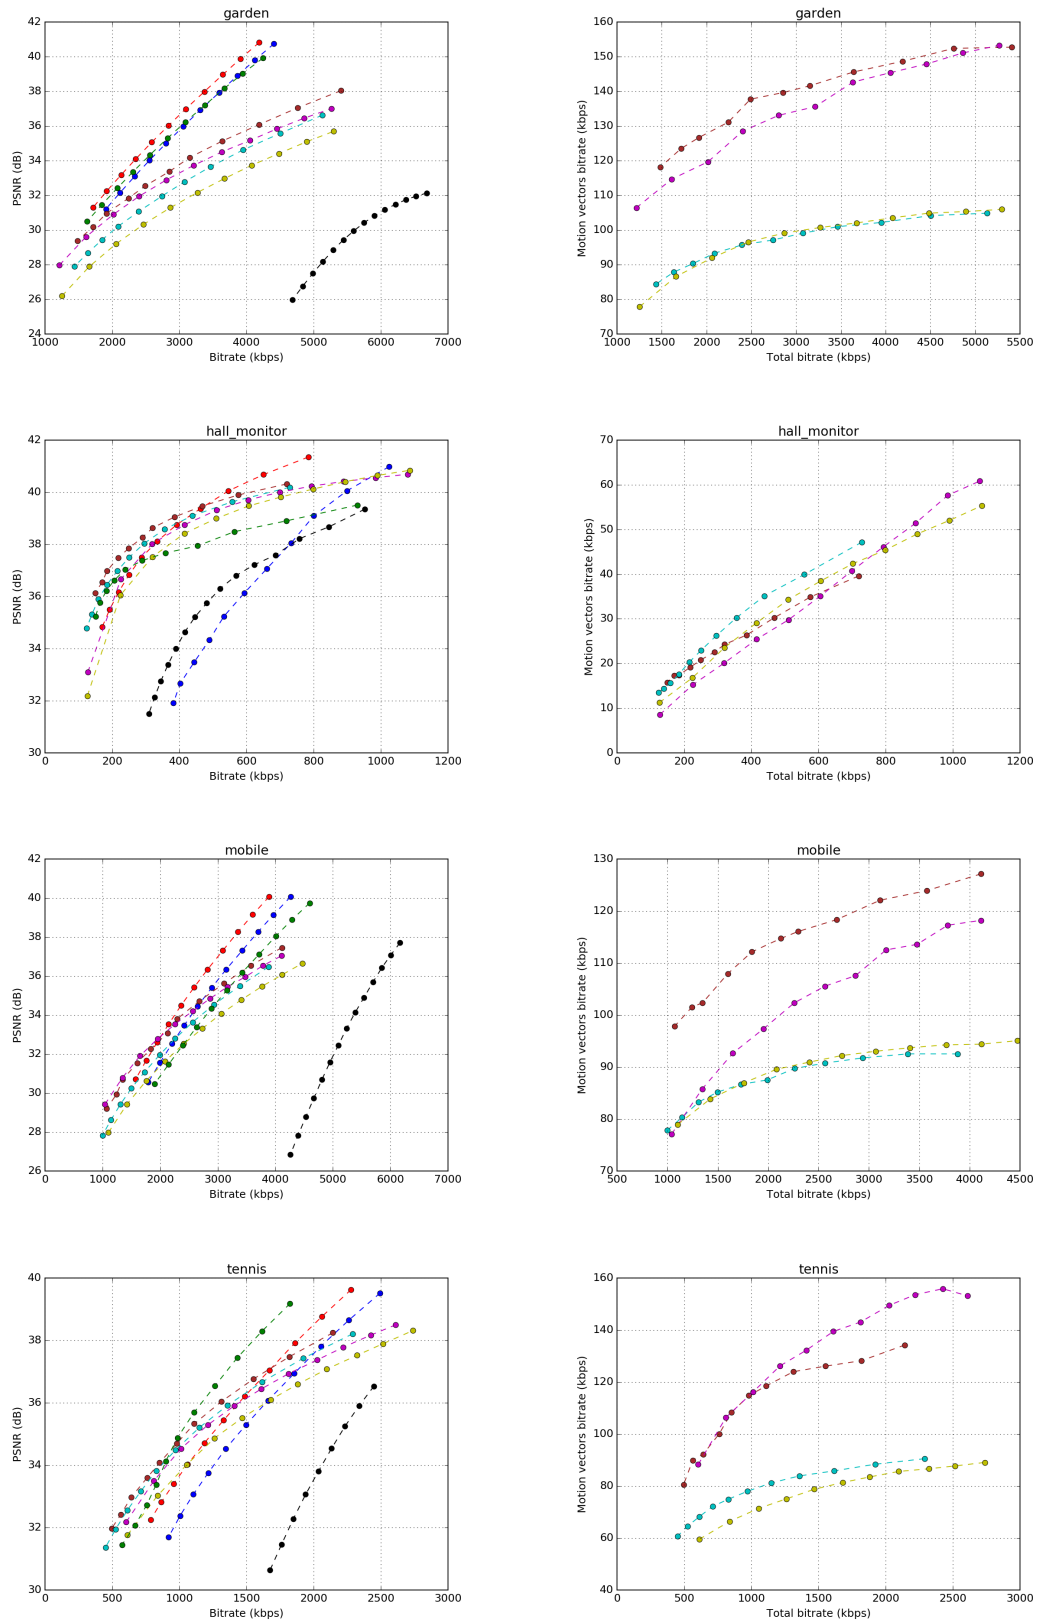 garden
42
40
38
36
34
32
30
28
26
24
PSNR (dB)
1000 2000 3000 4000 5000 6000 7000
Bitrate (kbps)
garden
160
150
140
130
120
110
100
90
80
70
Motion vectors bitrate (kbps)
1000 1500 2000 2500 3000 3500 4000 4500 5000 5500
Total bitrate (kbps)
hall_monitor
42
40
38
36
34
32
30
PSNR (dB)
0 200 400 600 800 1000 1200
Bitrate (kbps)
hall_monitor
70
60
50
40
30
20
10
0
Motion vectors bitrate (kbps)
0 200 400 600 800 1000 1200
Total bitrate (kbps)
mobile
42
40
38
36
34
32
30
28
26
PSNR (dB)
0 1000 2000 3000 4000 5000 6000 7000
Bitrate (kbps)
mobile
130
120
110
100
90
80
70
Motion vectors bitrate (kbps)
500 1000 1500 2000 2500 3000 3500 4000 4500
Total bitrate (kbps)
tennis
40
38
36
34
32
30
PSNR (dB)
0 500 1000 1500 2000 2500 3000
Bitrate (kbps)
tennis
160
140
120
100
80
60
40
Motion vectors bitrate (kbps)
0 500 1000 1500 2000 2500 3000
Total bitrate (kbps)